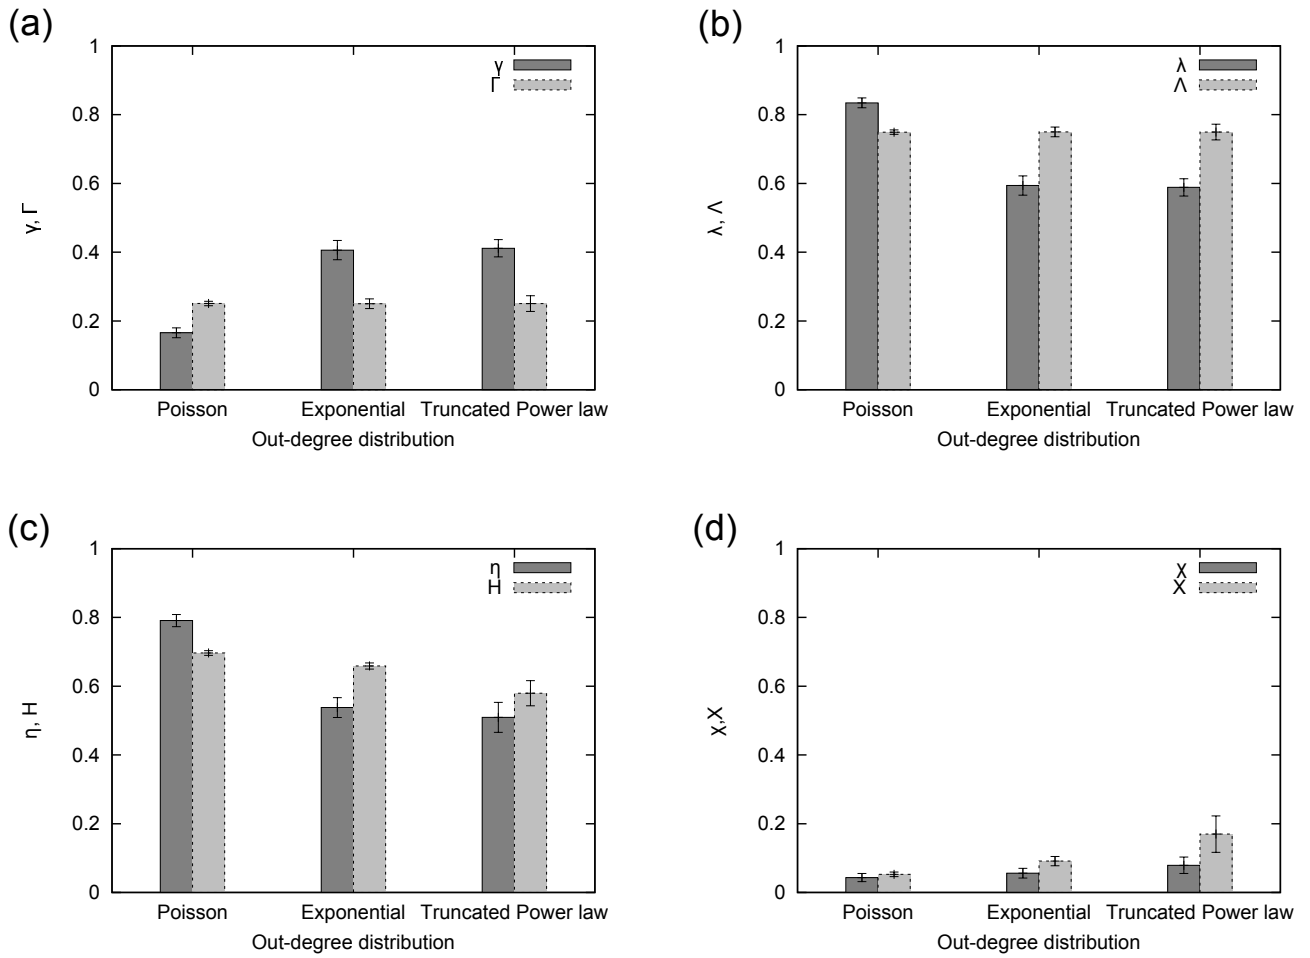 (a)
1
0.8
0.6
0.4
0.2
0
γ, Γ
γ
Γ
Poisson Exponential Truncated Power law
Out-degree distribution
(b)
1
0.8
0.6
0.4
0.2
0
λ, Λ
λ
Λ
Poisson Exponential Truncated Power law
Out-degree distribution
(c)
1
0.8
0.6
0.4
0.2
0
η, H
η
H
Poisson Exponential Truncated Power law
Out-degree distribution
(d)
1
0.8
0.6
0.4
0.2
0
χ,X
χ
X
Poisson Exponential Truncated Power law
Out-degree distribution